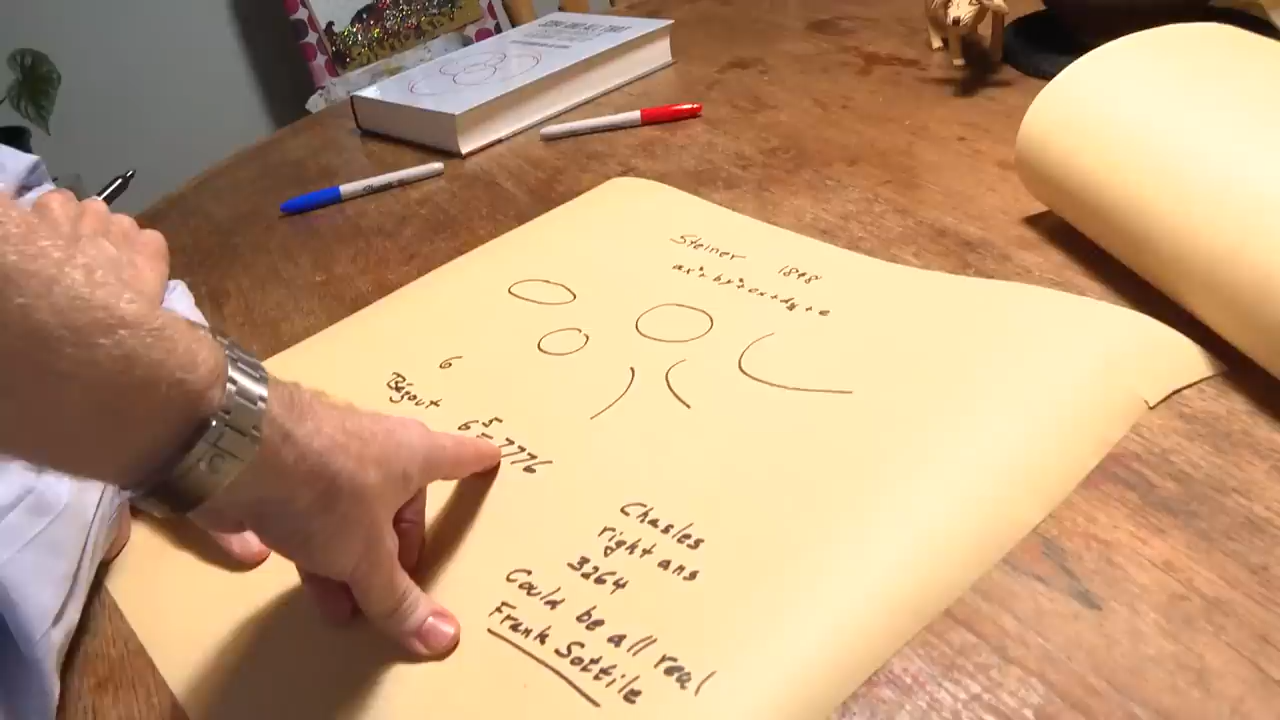 Steiner 1848
ax²+by²+cx+dy+e
6
Bézout
6⁵=7776
Chasles
right ans
3264
Could be all real
Frank Sottile